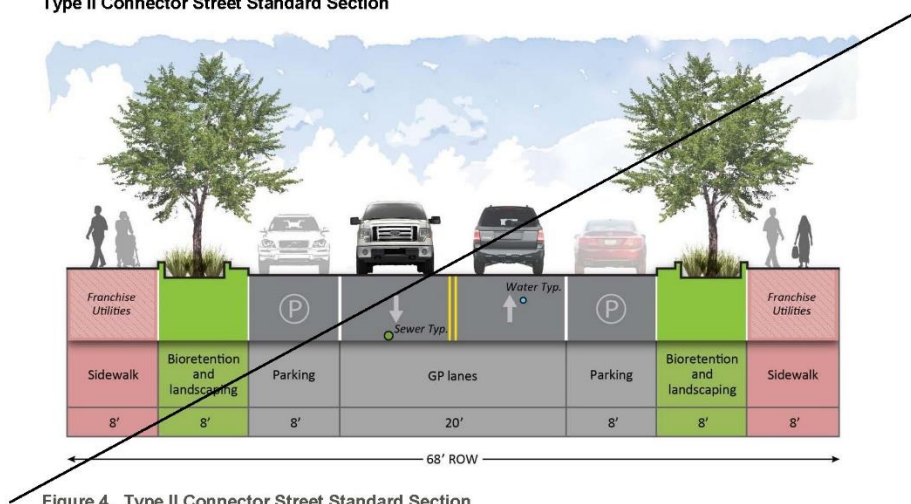 Type II Connector Street Standard Section
Franchise
Utilities
P
Sewer Typ.
Water Typ.
P
Franchise
Utilities
Sidewalk
Bioretention
and
landscaping
Parking
GP lanes
Parking
Bioretention
and
landscaping
Sidewalk
8'
8'
8'
20'
8'
8'
8'
68' ROW
Figure 4. Type II Connector Street Standard Section